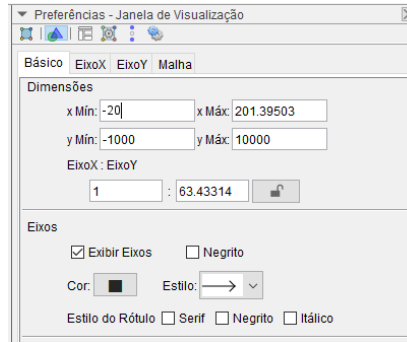 Preferências - Janela de Visualização
Básico EixoX EixoY Malha
Dimensões
x Mín: -20 x Máx: 201.39503
y Mín: -1000 y Máx: 10000
EixoX : EixoY
1 : 63.43314
Eixos
Exibir Eixos Negrito
Cor: Estilo:
Estilo do Rótulo Serif Negrito Itálico